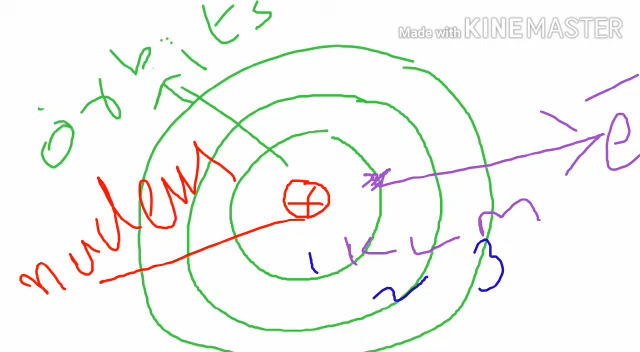 Made with KINEMASTER
orbits
nucleus
+
e
1 K L m
2 3